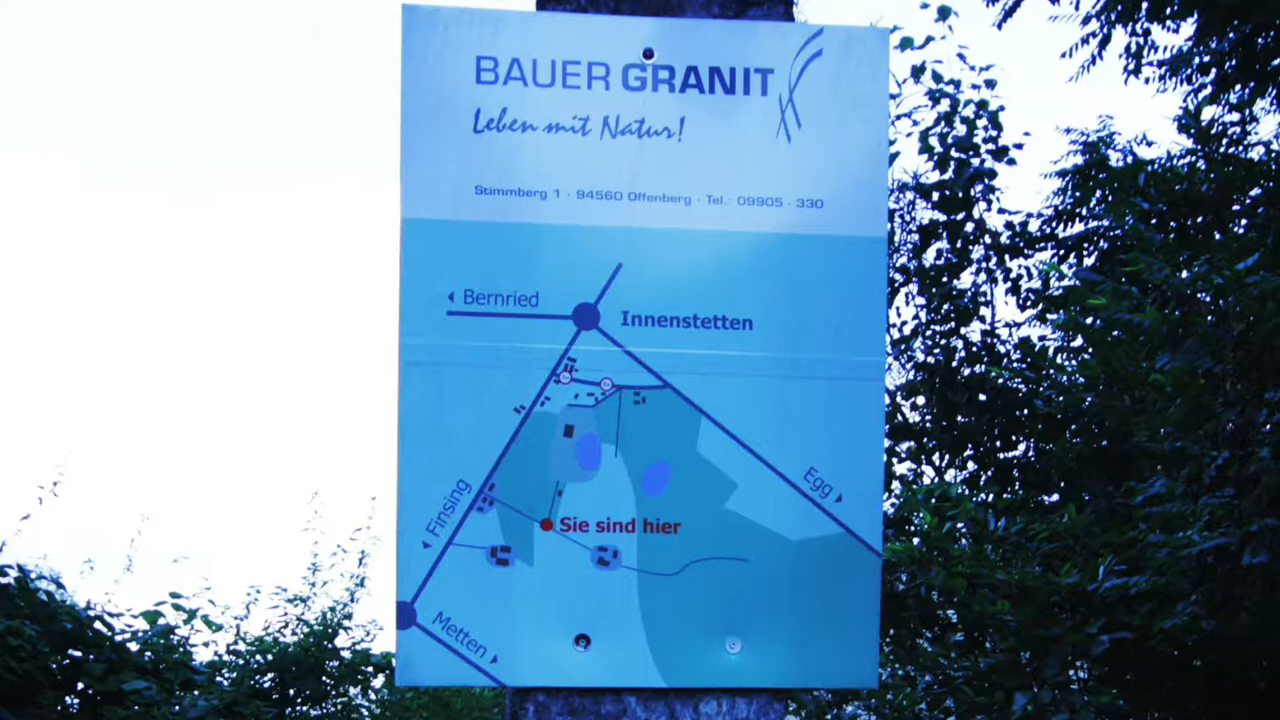 BAUER GRANIT
Leben mit Natur!
Stimmberg 1 · 94560 Offenberg · Tel.: 09905 - 330
Bernried
Innenstetten
Egg
Finsing
Sie sind hier
Metten